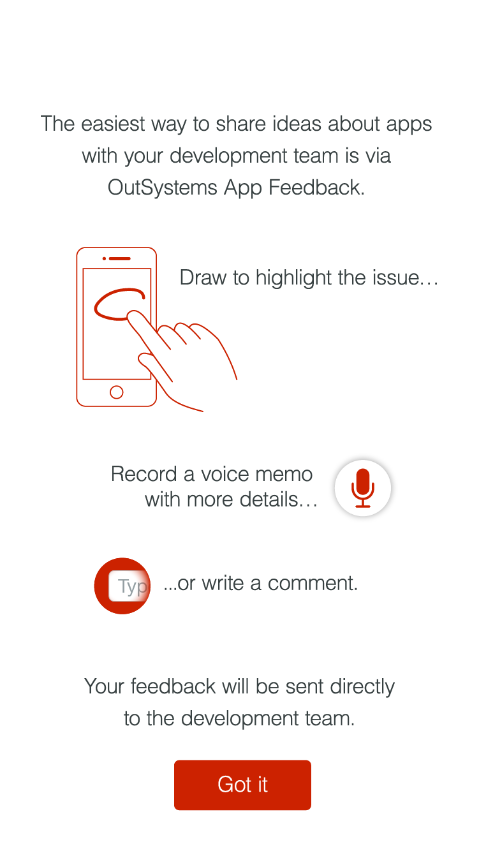 The easiest way to share ideas about apps
with your development team is via
OutSystems App Feedback.
Draw to highlight the issue...
Record a voice memo
with more details...
Typ
...or write a comment.
Your feedback will be sent directly
to the development team.
Got it